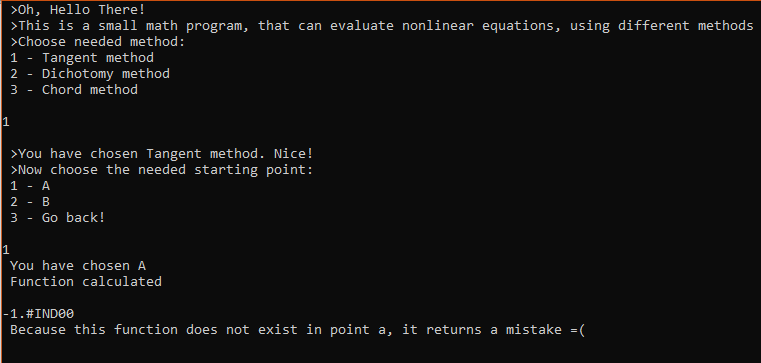 >Oh, Hello There!
>This is a small math program, that can evaluate nonlinear equations, using different methods
>Choose needed method:
1 - Tangent method
2 - Dichotomy method
3 - Chord method
1
>You have chosen Tangent method. Nice!
>Now choose the needed starting point:
1 - A
2 - B
3 - Go back!
1
You have chosen A
Function calculated
-1.#IND00
Because this function does not exist in point a, it returns a mistake =(